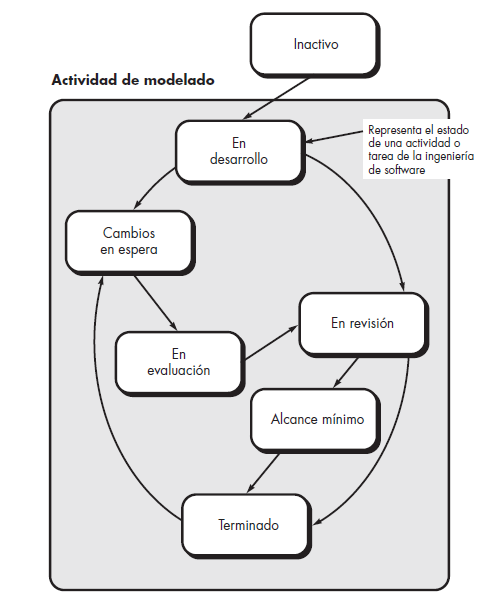 Inactivo
Actividad de modelado
En
desarrollo
Representa el estado
de una actividad o
tarea de la ingeniería
de software
Cambios
en espera
En revisión
En
evaluación
Alcance mínimo
Terminado